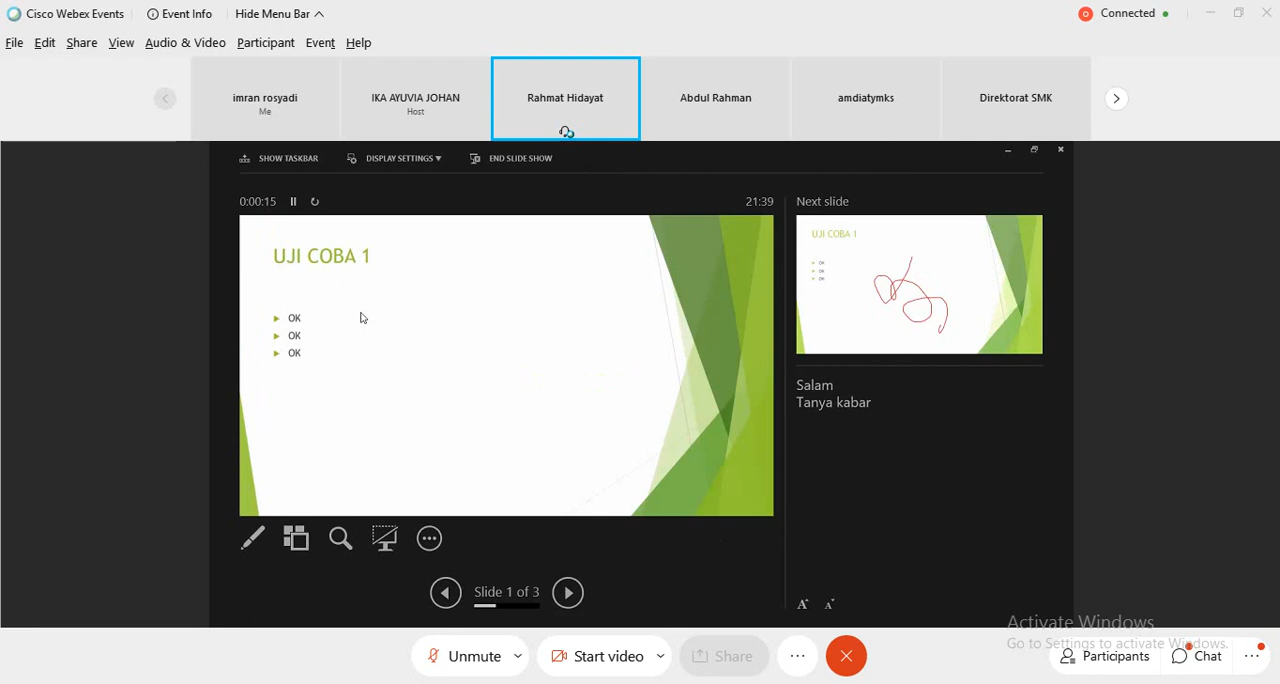 Cisco Webex Events
Event Info
Hide Menu Bar
Connected
File Edit Share View Audio & Video Participant Event Help
imran rosyadi
Me
IKA AYUVIA JOHAN
Host
Rahmat Hidayat
Abdul Rahman
amdiatymks
Direktorat SMK
SHOW TASKBAR
DISPLAY SETTINGS
END SLIDE SHOW
0:00:15
21:39
UJI COBA 1
OK
OK
OK
Next slide
UJI COBA 1
OK
OK
OK
Salam
Tanya kabar
Slide 1 of 3
A A
Activate Windows
Go to Settings to activate Windows.
Unmute
Start video
Share
Participants
Chat